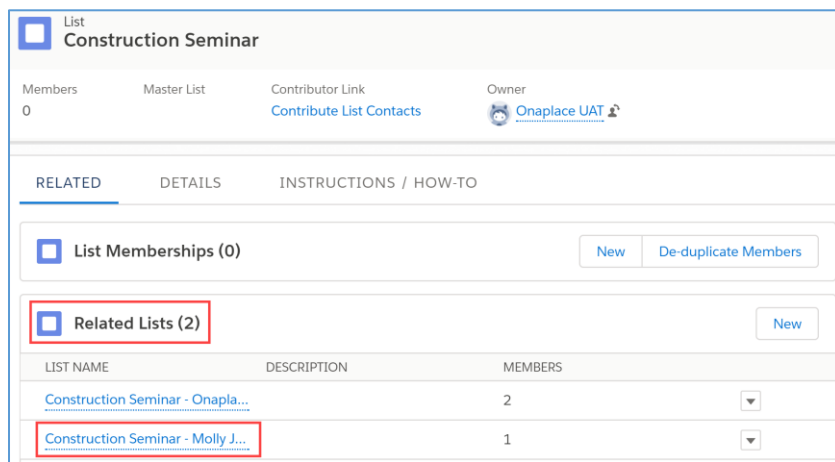 List
Construction Seminar
Members Master List Contributor Link Owner
0 Contribute List Contacts Onaplace UAT
RELATED DETAILS INSTRUCTIONS / HOW-TO
List Memberships (0) New De-duplicate Members
Related Lists (2) New
LIST NAME DESCRIPTION MEMBERS
Construction Seminar - Onapla... 2
Construction Seminar - Molly J... 1